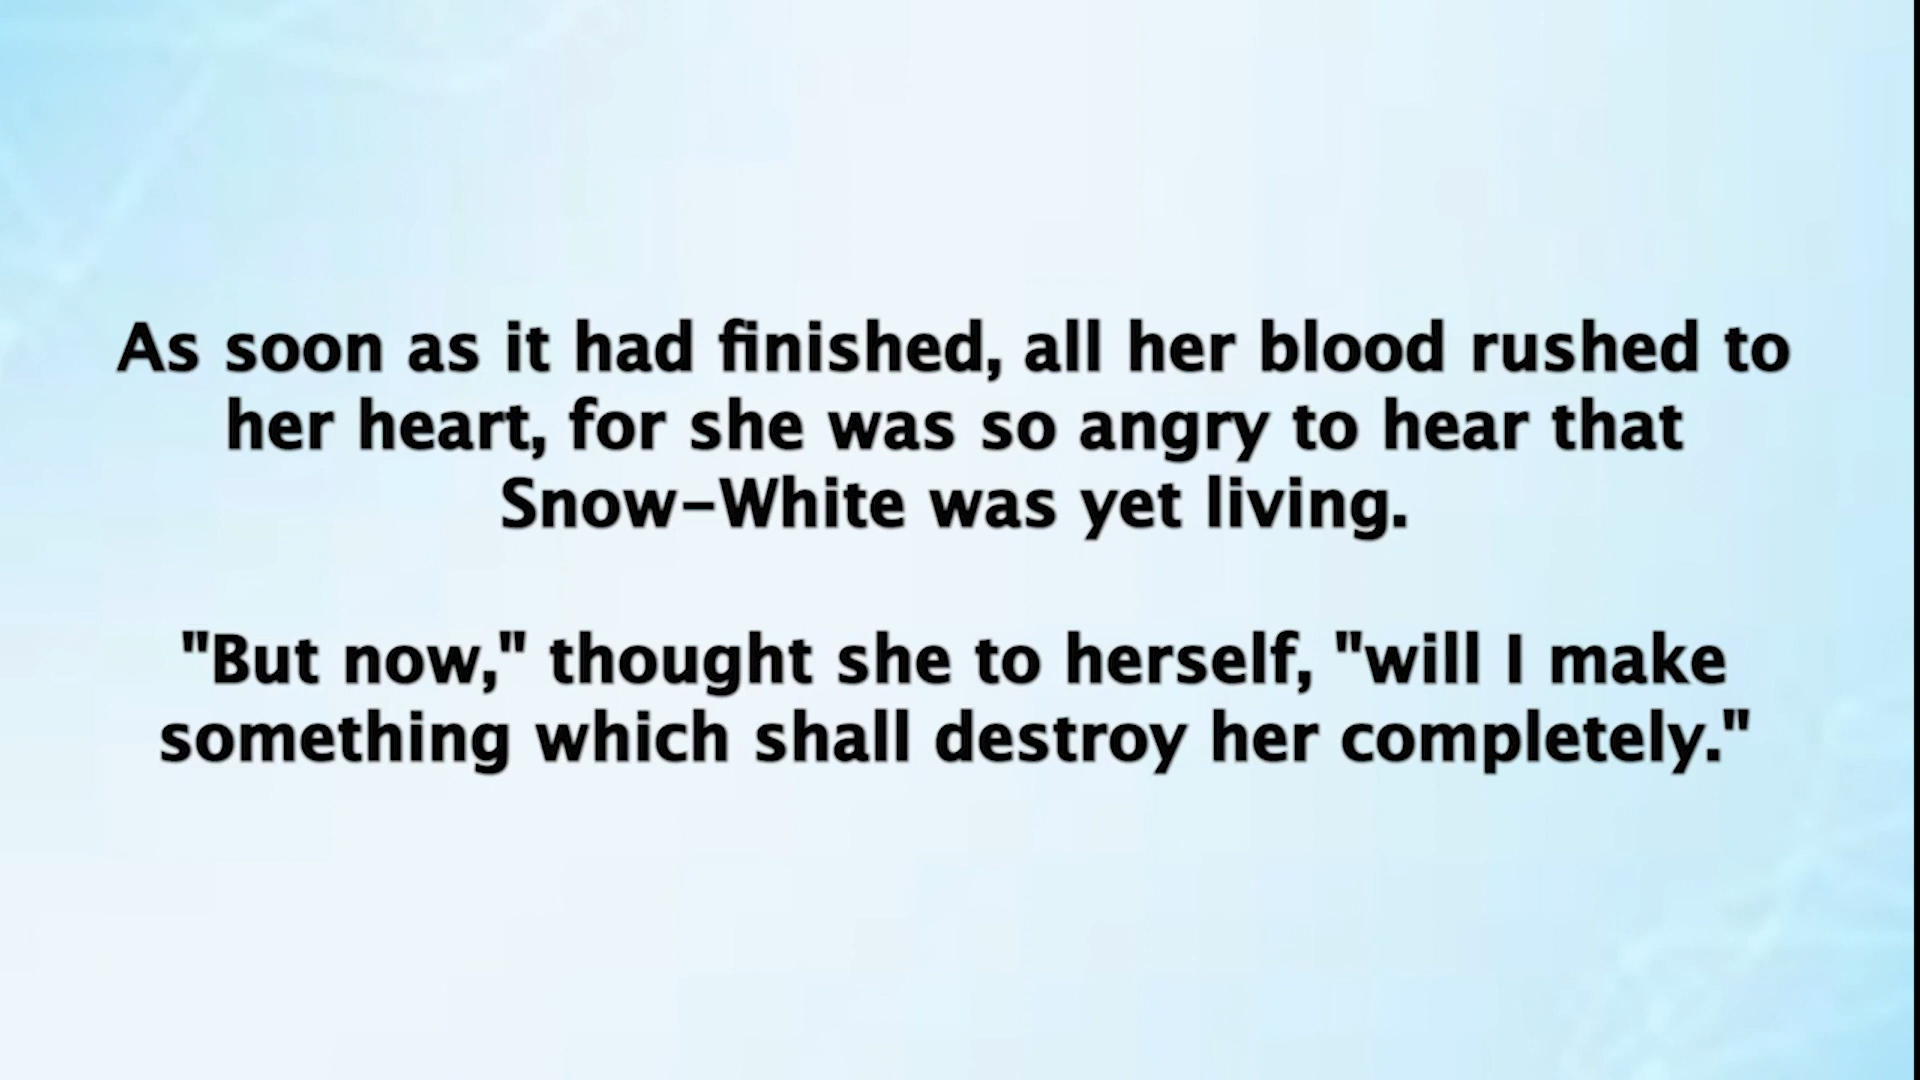 As soon as it had finished, all her blood rushed to
her heart, for she was so angry to hear that
Snow-White was yet living.
"But now," thought she to herself, "will I make
something which shall destroy her completely."